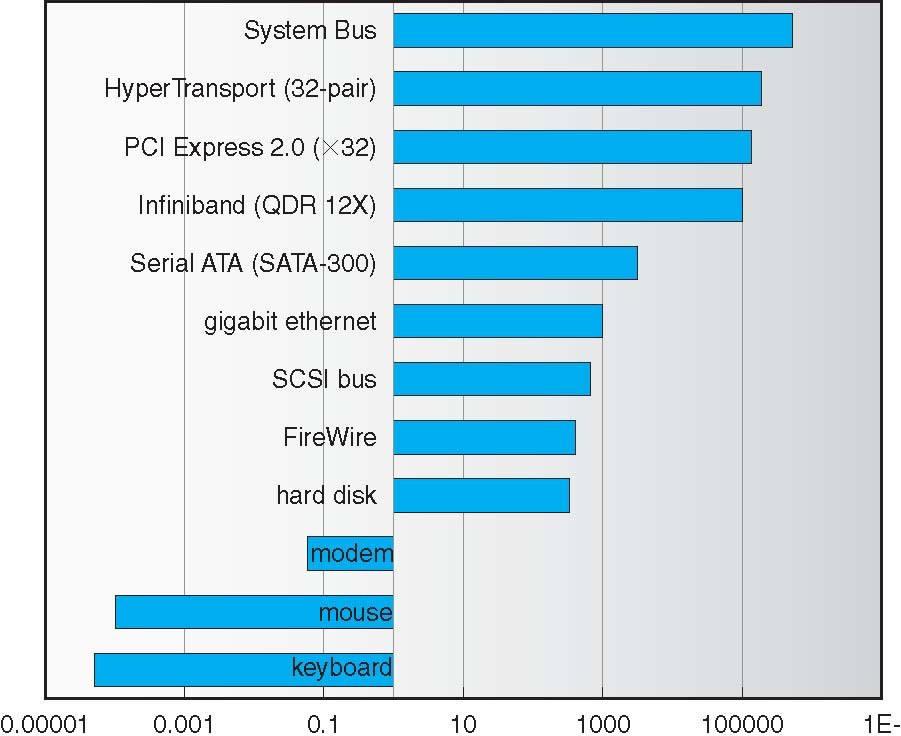 System Bus
HyperTransport (32-pair)
PCI Express 2.0 (×32)
Infiniband (QDR 12X)
Serial ATA (SATA-300)
gigabit ethernet
SCSI bus
FireWire
hard disk
modem
mouse
keyboard
0.00001 0.001 0.1 10 1000 100000 1E-